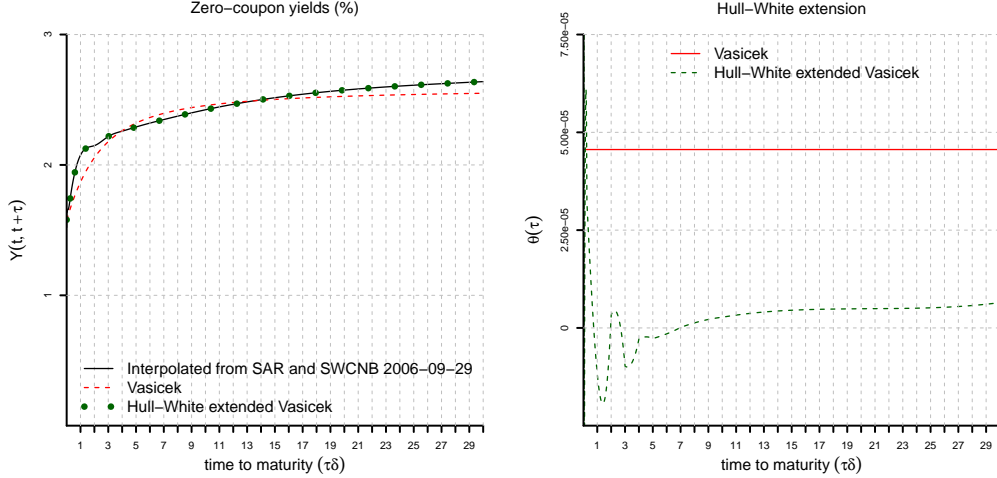 Zero−coupon yields (%)
3
2
1
Y(t, t + τ)
Interpolated from SAR and SWCNB 2006−09−29
Vasicek
Hull−White extended Vasicek
1 3 5 7 9 11 13 15 17 19 21 23 25 27 29
time to maturity (τδ)
Hull−White extension
7.50e−05
5.00e−05
2.50e−05
0
θ(τ)
Vasicek
Hull−White extended Vasicek
1 3 5 7 9 11 13 15 17 19 21 23 25 27 29
time to maturity (τδ)